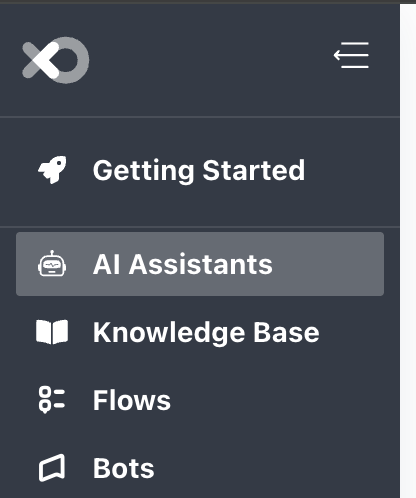 Getting Started
AI Assistants
Knowledge Base
Flows
Bots